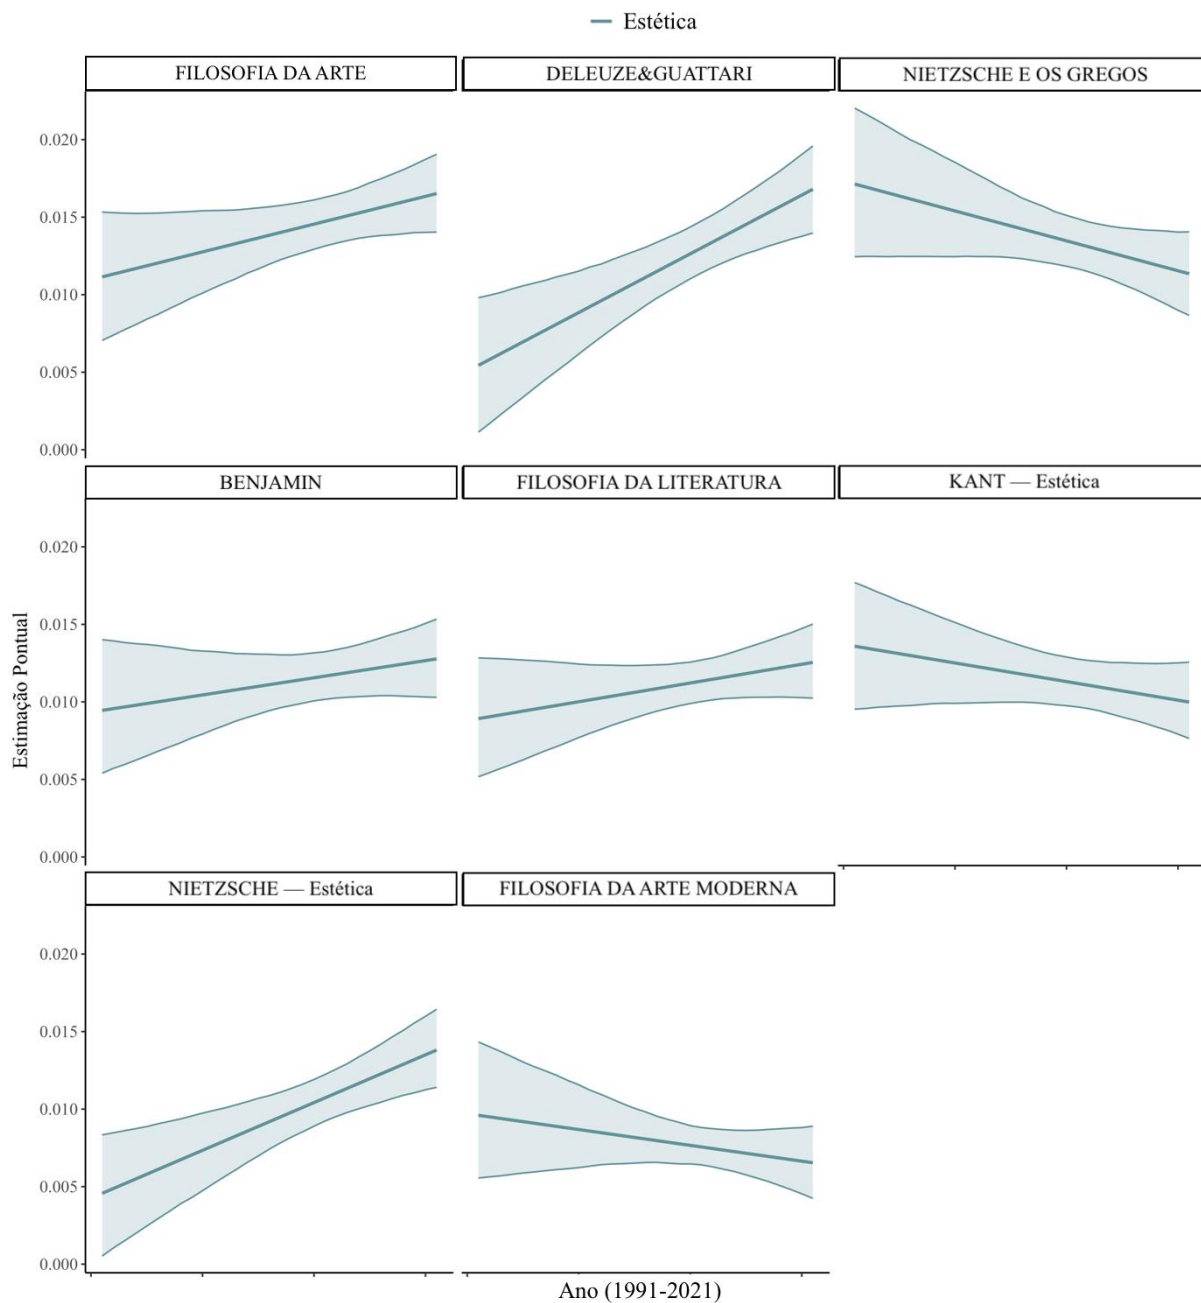 Estética
FILOSOFIA DA ARTE
DELEUZE&GUATTARI
NIETZSCHE E OS GREGOS
0.020
0.015
0.010
0.005
0.000
BENJAMIN
FILOSOFIA DA LITERATURA
KANT — Estética
0.020
0.015
0.010
0.005
0.000
Estimação Pontual
NIETZSCHE — Estética
FILOSOFIA DA ARTE MODERNA
0.020
0.015
0.010
0.005
0.000
Ano (1991-2021)